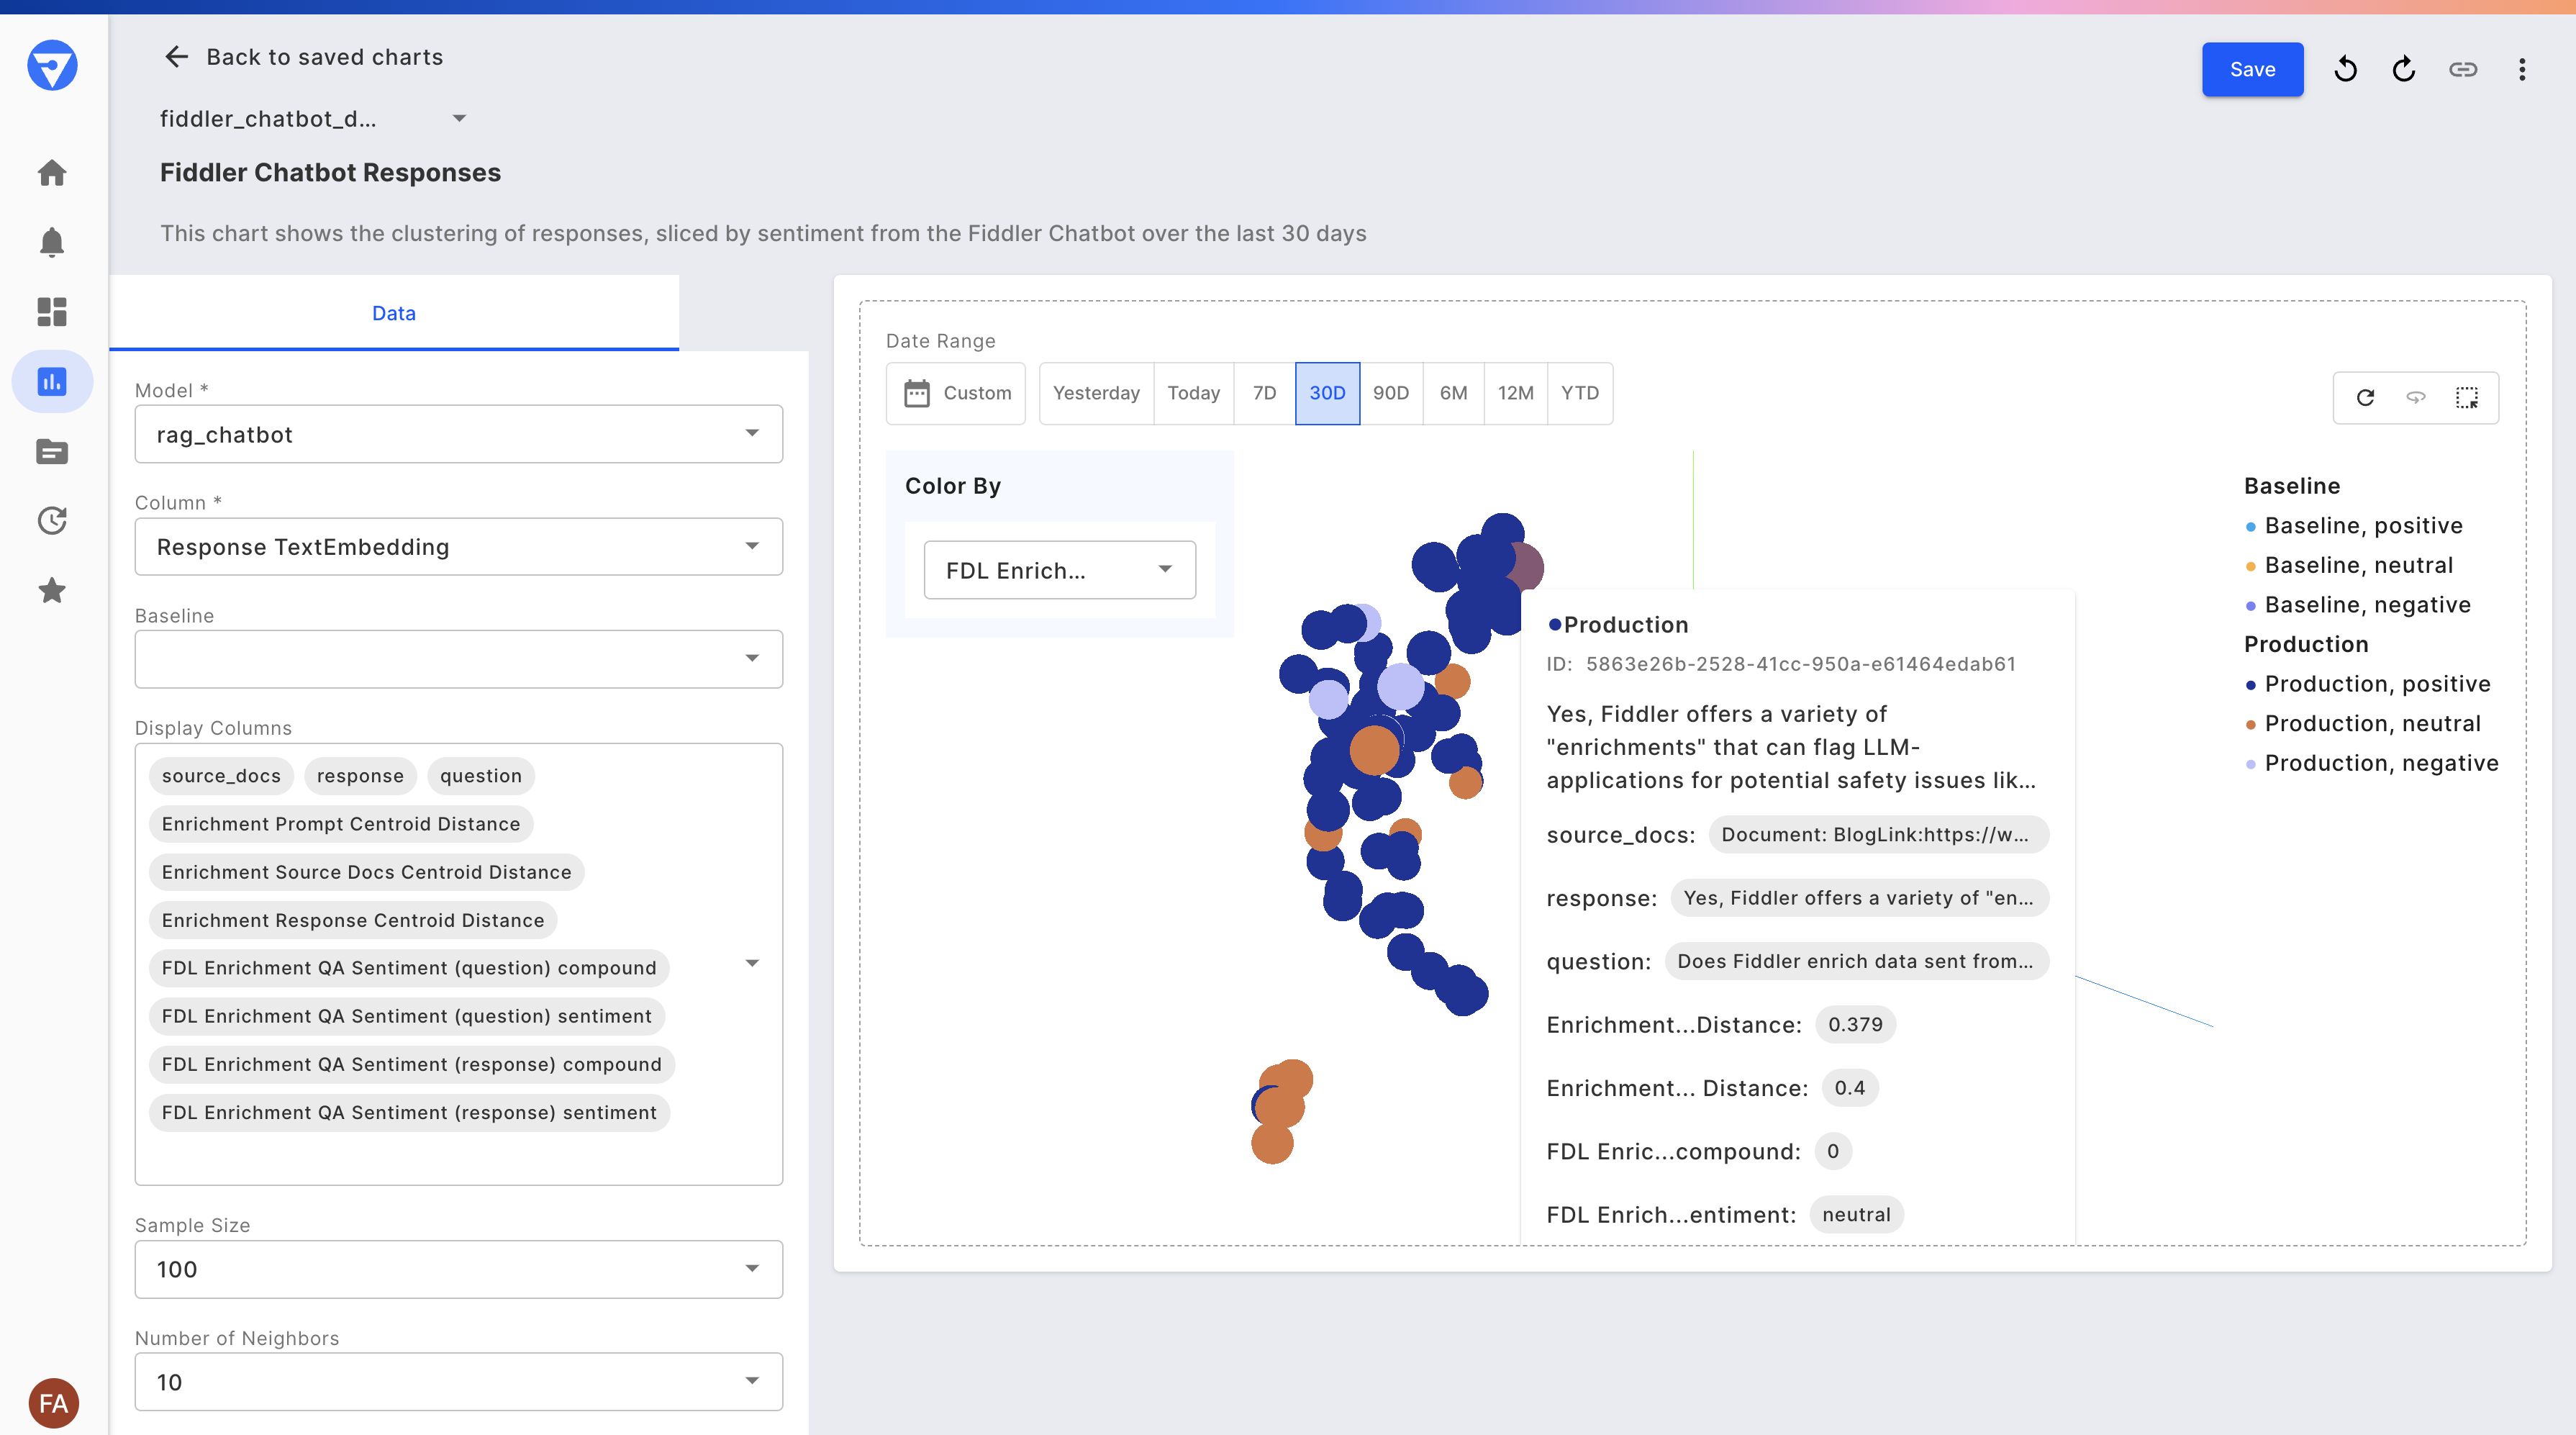 Back to saved charts
Save
fiddler_chatbot_d...
Fiddler Chatbot Responses
This chart shows the clustering of responses, sliced by sentiment from the Fiddler Chatbot over the last 30 days
Data
Model *
rag_chatbot
Column *
Response TextEmbedding
Baseline
Display Columns
source_docs response question
Enrichment Prompt Centroid Distance
Enrichment Source Docs Centroid Distance
Enrichment Response Centroid Distance
FDL Enrichment QA Sentiment (question) compound
FDL Enrichment QA Sentiment (question) sentiment
FDL Enrichment QA Sentiment (response) compound
FDL Enrichment QA Sentiment (response) sentiment
Sample Size
100
Number of Neighbors
10
FA
Date Range
Custom Yesterday Today 7D 30D 90D 6M 12M YTD
Color By
FDL Enrich...
Production
ID: 5863e26b-2528-41cc-950a-e61464edab61
Yes, Fiddler offers a variety of
"enrichments" that can flag LLM-
applications for potential safety issues lik...
source_docs: Document: BlogLink:https://w...
response: Yes, Fiddler offers a variety of "en...
question: Does Fiddler enrich data sent from...
Enrichment...Distance: 0.379
Enrichment... Distance: 0.4
FDL Enric...compound: 0
FDL Enrich...entiment: neutral
Baseline
Baseline, positive
Baseline, neutral
Baseline, negative
Production
Production, positive
Production, neutral
Production, negative